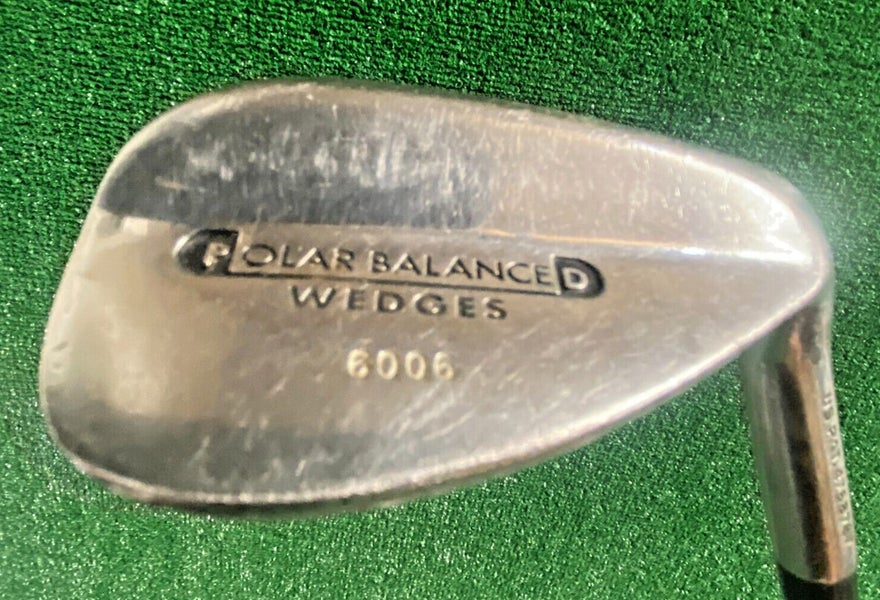 POLAR BALANCED
WEDGES
6006